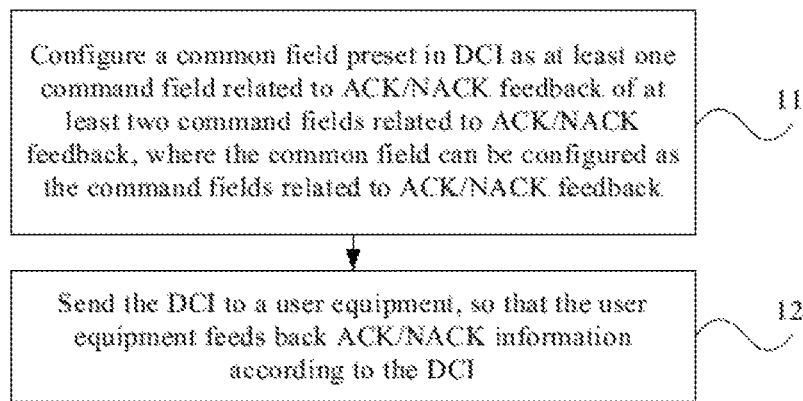 Configure a common field preset in DCI as at least one
command field related to ACK/NACK feedback of at
least two command fields related to ACK/NACK
feedback, where the common field can be configured as
the command fields related to ACK/NACK feedback
11
Send the DCI to a user equipment, so that the user
equipment feeds back ACK/NACK information
according to the DCI
12